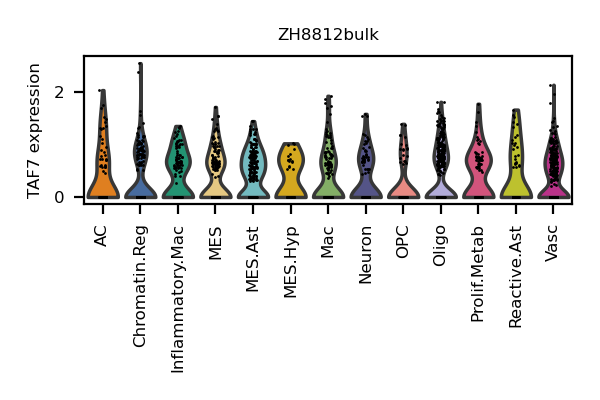 ZH8812bulk
TAF7 expression
2
0
AC
Chromatin.Reg
Inflammatory.Mac
MES
MES.Ast
MES.Hyp
Mac
Neuron
OPC
Oligo
Prolif.Metab
Reactive.Ast
Vasc